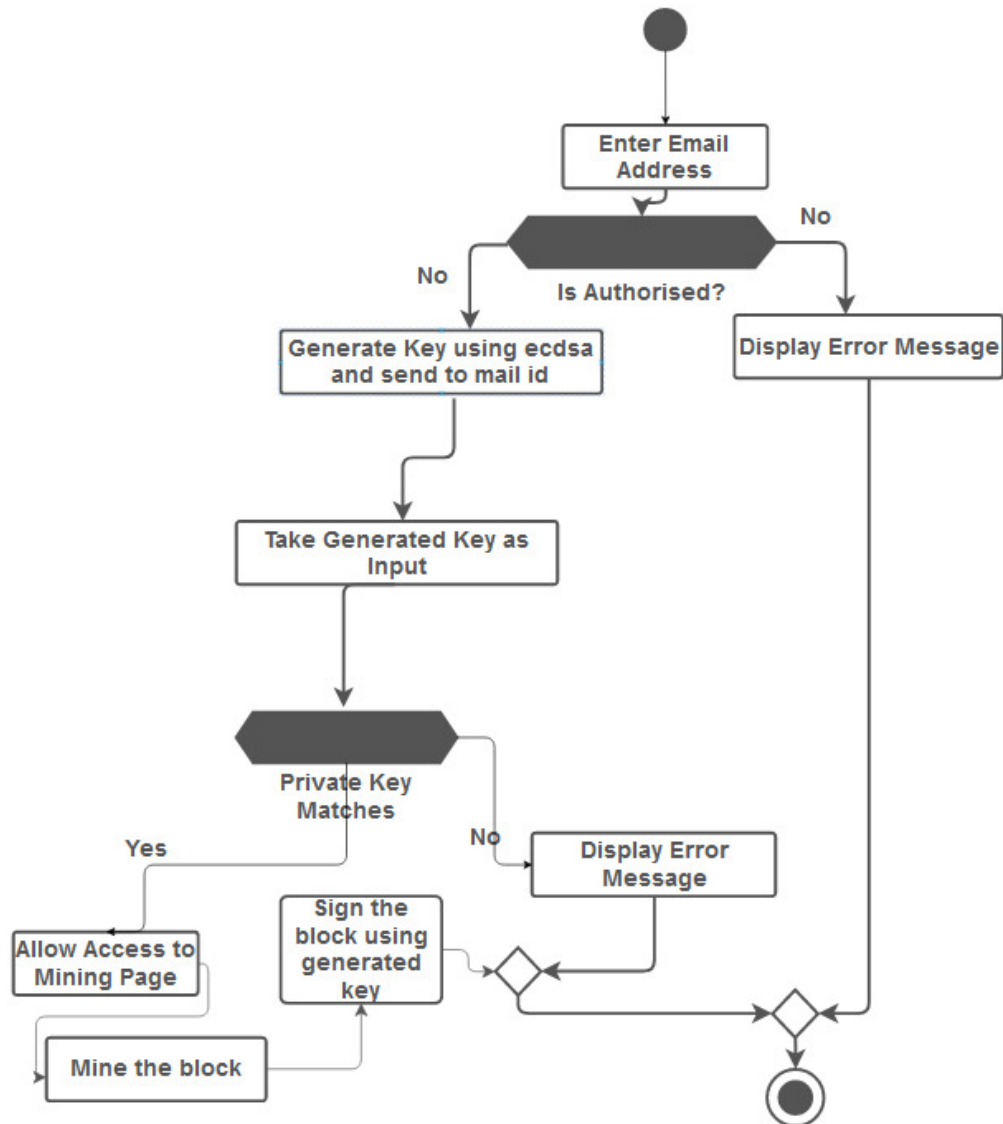 Enter Email
Address
No
No
Is Authorised?
Generate Key using ecdsa
and send to mail id
Display Error Message
Take Generated Key as
Input
Private Key
Matches
Yes
No
Display Error
Message
Sign the
block using
generated
key
Allow Access to
Mining Page
Mine the block